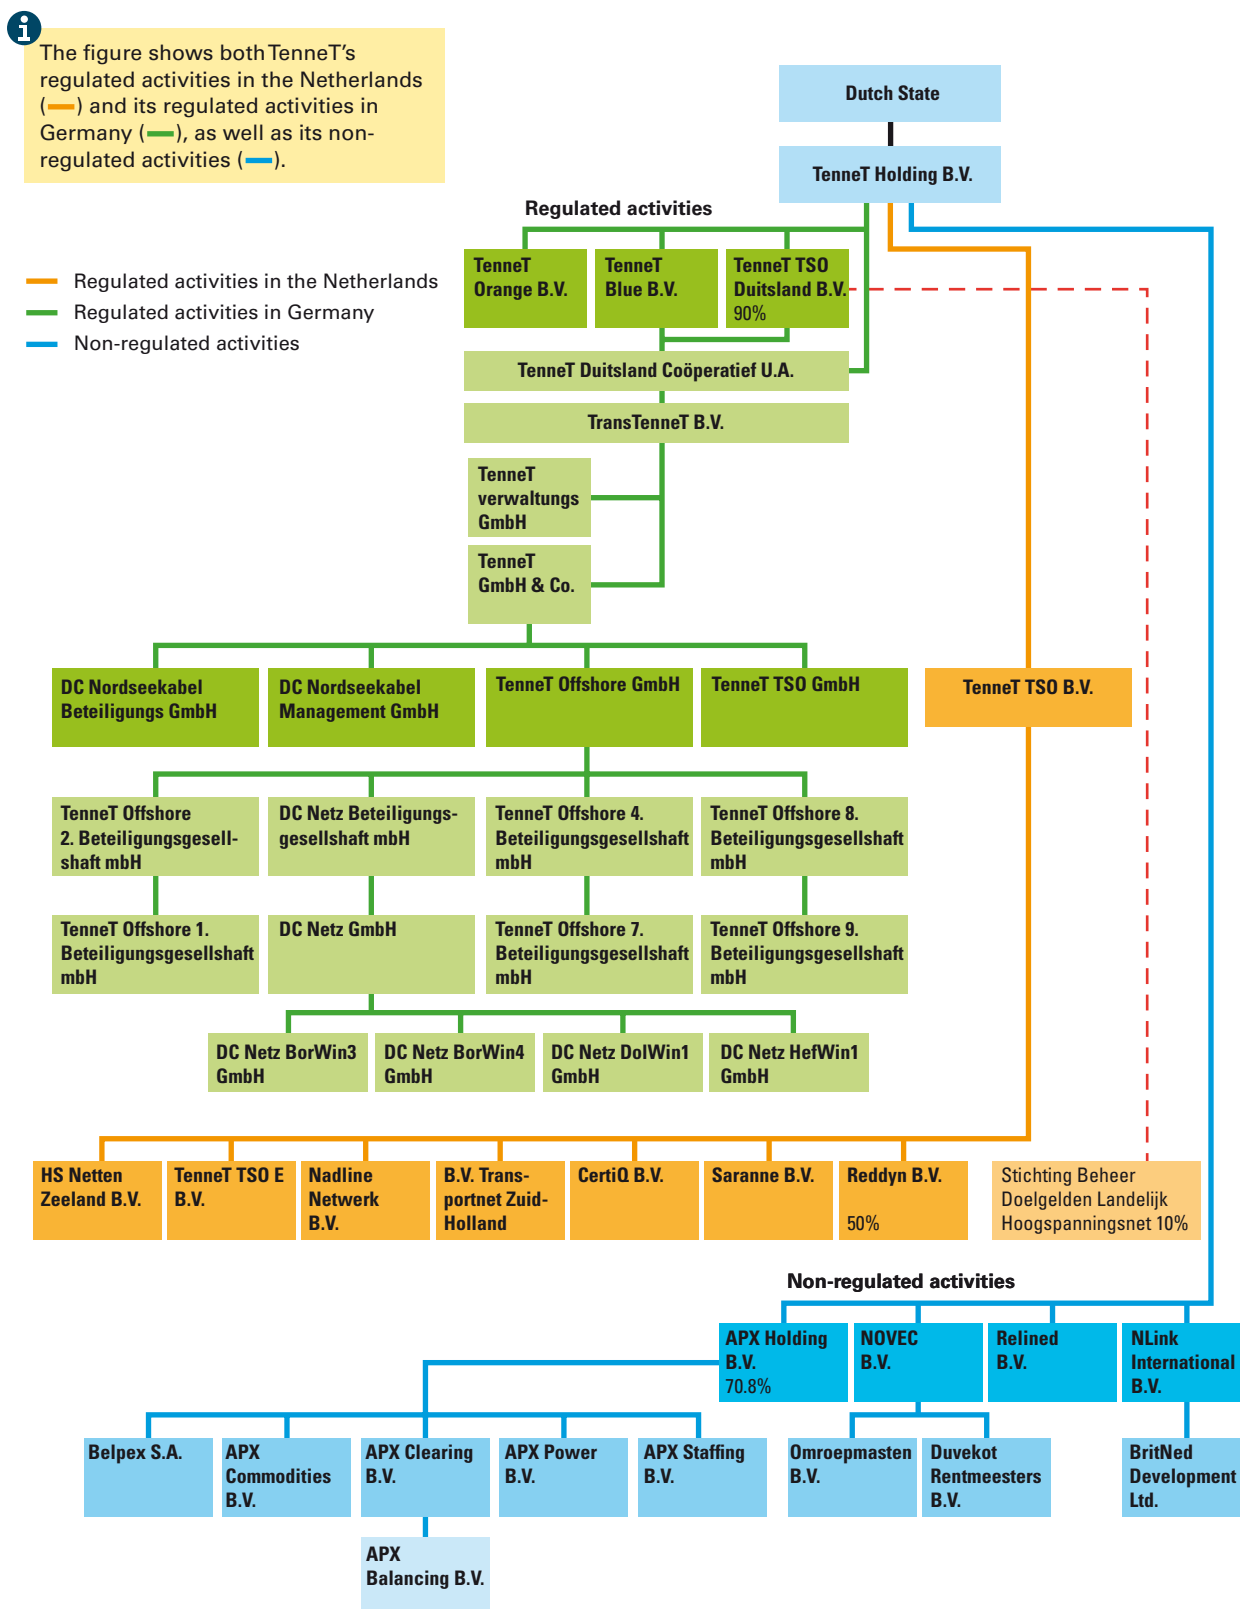 The figure shows both TenneT's
regulated activities in the Netherlands
( ) and its regulated activities in
Germany ( ), as well as its non-
regulated activities ( ).
Dutch State
TenneT Holding B.V.
Regulated activities
Regulated activities in the Netherlands
Regulated activities in Germany
Non-regulated activities
TenneT
Orange B.V.
TenneT
Blue B.V.
TenneT TSO
Duitsland B.V.
90%
TenneT Duitsland Coöperatief U.A.
TransTenneT B.V.
TenneT
verwaltungs
GmbH
TenneT
GmbH & Co.
DC Nordseekabel
Beteiligungs GmbH
DC Nordseekabel
Management GmbH
TenneT Offshore GmbH
TenneT TSO GmbH
TenneT TSO B.V.
TenneT Offshore
2. Beteiligungsgesell-
shaft mbH
DC Netz Beteiligungs-
gesellshaft mbH
TenneT Offshore 4.
Beteiligungsgesellshaft
mbH
TenneT Offshore 8.
Beteiligungsgesellshaft
mbH
TenneT Offshore 1.
Beteiligungsgesellshaft
mbH
DC Netz GmbH
TenneT Offshore 7.
Beteiligungsgesellshaft
mbH
TenneT Offshore 9.
Beteiligungsgesellshaft
mbH
DC Netz BorWin3
GmbH
DC Netz BorWin4
GmbH
DC Netz DolWin1
GmbH
DC Netz HefWin1
GmbH
HS Netten
Zeeland B.V.
TenneT TSO E
B.V.
Nadline
Netwerk
B.V.
B.V. Trans-
portnet Zuid-
Holland
CertiQ B.V.
Saranne B.V.
Reddyn B.V.
50%
Stichting Beheer
Doelgelden Landelijk
Hoogspanningsnet 10%
Non-regulated activities
APX Holding
B.V.
70.8%
NOVEC
B.V.
Relined
B.V.
NLink
International
B.V.
Belpex S.A.
APX
Commodities
B.V.
APX Clearing
B.V.
APX Power
B.V.
APX Staffing
B.V.
Omroepmasten
B.V.
Duvekot
Rentmeesters
B.V.
BritNed
Development
Ltd.
APX
Balancing B.V.